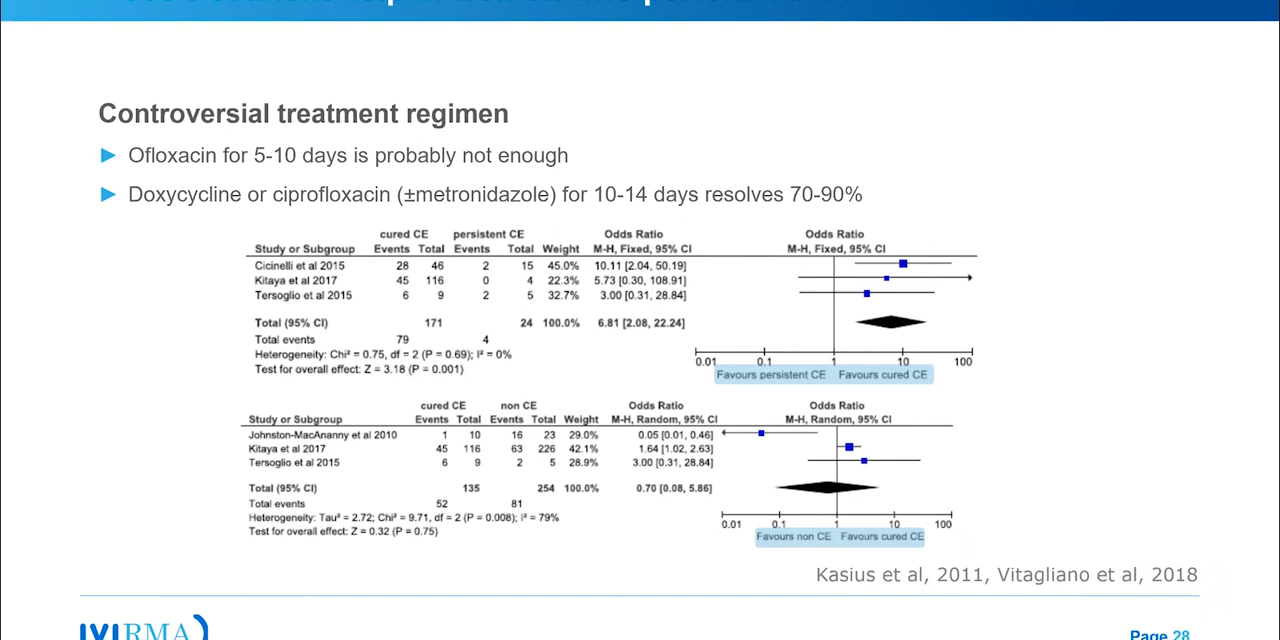 Controversial treatment regimen
Ofloxacin for 5-10 days is probably not enough
Doxycycline or ciprofloxacin (±metronidazole) for 10-14 days resolves 70-90%
cured CE persistent CE Odds Ratio Odds Ratio
Study or Subgroup Events Total Events Total Weight M-H, Fixed, 95% CI M-H, Fixed, 95% CI
Cicinelli et al 2015 28 46 2 15 45.0% 10.11 [2.04, 50.19]
Kitaya et al 2017 45 116 0 4 22.3% 5.73 [0.30, 108.91]
Tersoglio et al 2015 6 9 2 5 32.7% 3.00 [0.31, 28.84]
Total (95% CI) 171 24 100.0% 6.81 [2.08, 22.24]
Total events 79 4
Heterogeneity: Chi² = 0.75, df = 2 (P = 0.69); I² = 0%
Test for overall effect: Z = 3.18 (P = 0.001)
0.01 0.1 1 10 100
Favours persistent CE Favours cured CE
cured CE non CE Odds Ratio Odds Ratio
Study or Subgroup Events Total Events Total Weight M-H, Random, 95% CI M-H, Random, 95% CI
Johnston-MacAnanny et al 2010 1 10 16 23 29.0% 0.05 [0.01, 0.46]
Kitaya et al 2017 45 116 63 226 42.1% 1.64 [1.02, 2.63]
Tersoglio et al 2015 6 9 2 5 28.9% 3.00 [0.31, 28.84]
Total (95% CI) 135 254 100.0% 0.70 [0.08, 5.86]
Total events 52 81
Heterogeneity: Tau² = 2.72; Chi² = 9.71, df = 2 (P = 0.008); I² = 79%
Test for overall effect: Z = 0.32 (P = 0.75)
0.01 0.1 1 10 100
Favours non CE Favours cured CE
Kasius et al, 2011, Vitagliano et al, 2018
IVIRMA
Page 28